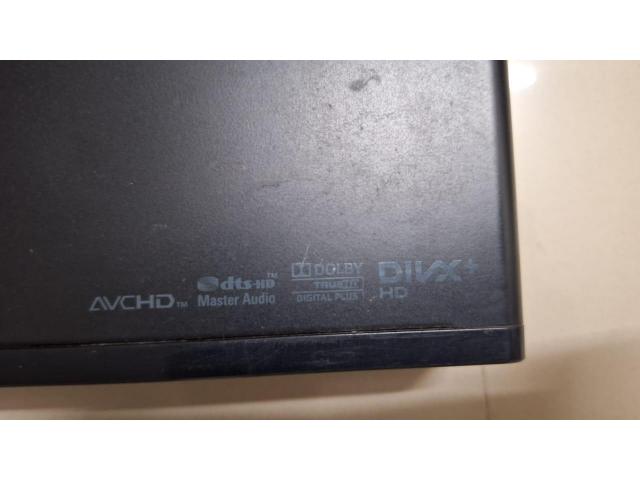 AVCHD™
dts-HD™
Master Audio
DOLBY
TRUEHD
DIGITAL PLUS
DIVX+
HD